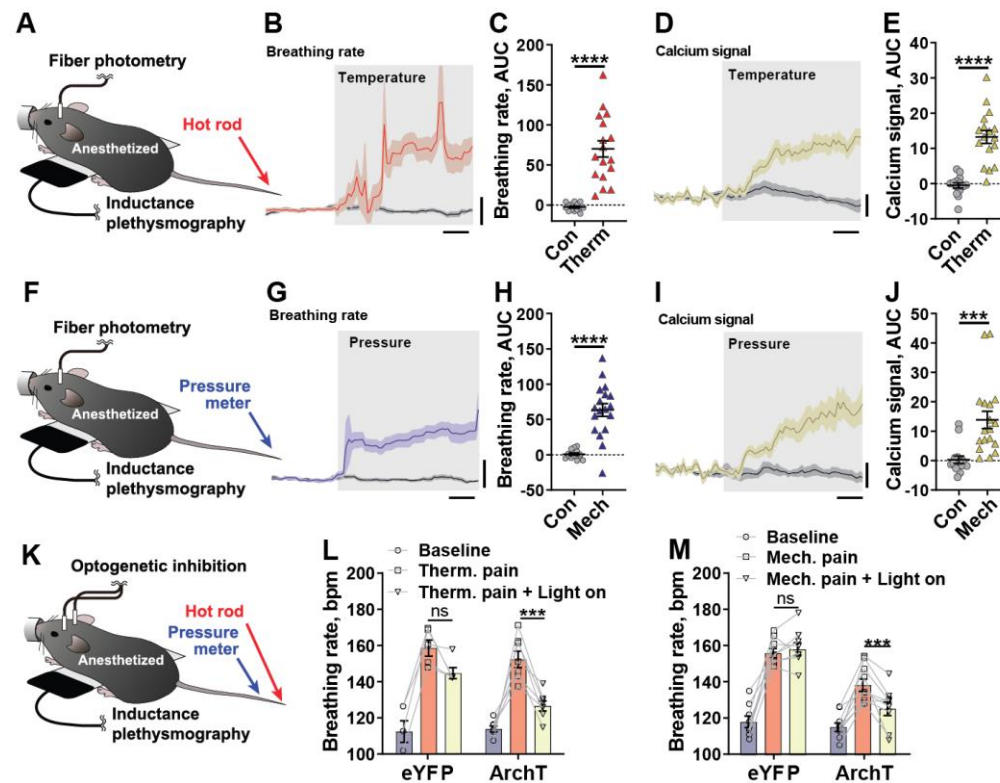 A
Fiber photometry
Hot rod
Anesthetized
Inductance
plethysmography
B
Breathing rate
Temperature
C
Breathing rate, AUC
200
150
100
50
0
****
Con
Therm
D
Calcium signal
Temperature
E
Calcium signal, AUC
40
30
20
10
0
-10
****
Con
Therm
F
Fiber photometry
Pressure
meter
Anesthetized
Inductance
plethysmography
G
Breathing rate
Pressure
H
Breathing rate, AUC
200
150
100
50
0
-50
****
Con
Mech
I
Calcium signal
Pressure
J
Calcium signal, AUC
50
40
30
20
10
0
-10
***
Con
Mech
K
Optogenetic inhibition
Hot rod
Pressure
meter
Anesthetized
Inductance
plethysmography
L
Baseline
Therm. pain
Therm. pain + Light on
Breathing rate, bpm
180
160
140
120
100
ns
***
eYFP
ArchT
M
Baseline
Mech. pain
Mech. pain + Light on
Breathing rate, bpm
180
160
140
120
100
ns
***
eYFP
ArchT